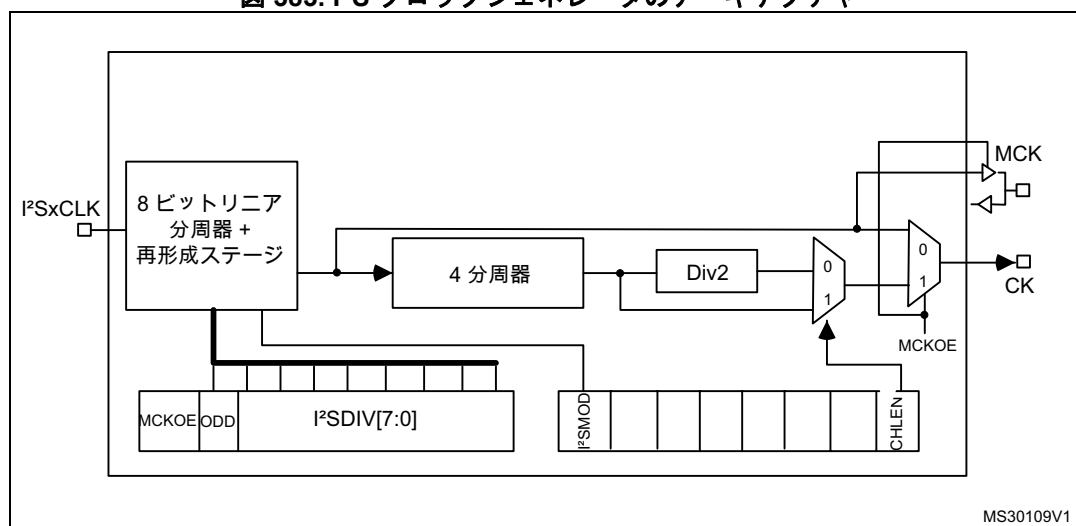 MCK
I²SxCLK
8 ビットリニア
分周器 +
再形成ステージ
4 分周器
Div2
0
1
0
1
CK
MCKOE
MCKOE
ODD
I²SDIV[7:0]
I²SMOD
CHLEN
MS30109V1